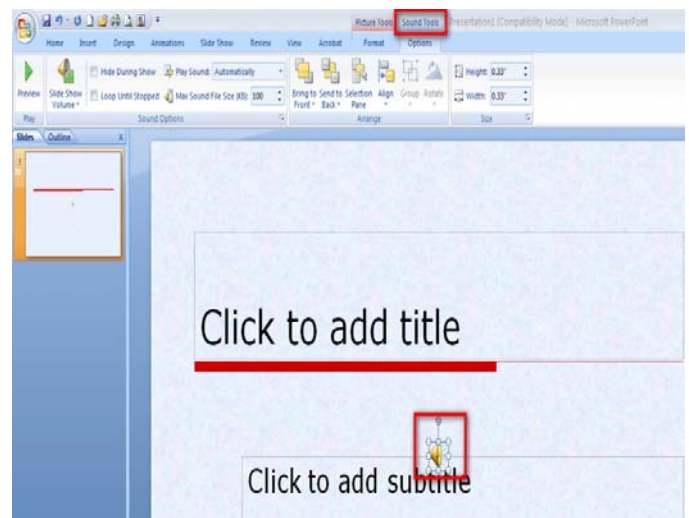 Picture Tools Sound Tools Presentation1 [Compatibility Mode] - Microsoft PowerPoint
Home Insert Design Animations Slide Show Review View Acrobat Format Options
Hide During Show Play Sound: Automatically Height: 0.33"
Preview Slide Show Volume Loop Until Stopped Max Sound File Size (KB): 100 Bring to Front Send to Back Selection Pane Align Group Rotate Width: 0.33"
Play Sound Options Arrange Size
Slides Outline x
1
Click to add title
Click to add subtitle